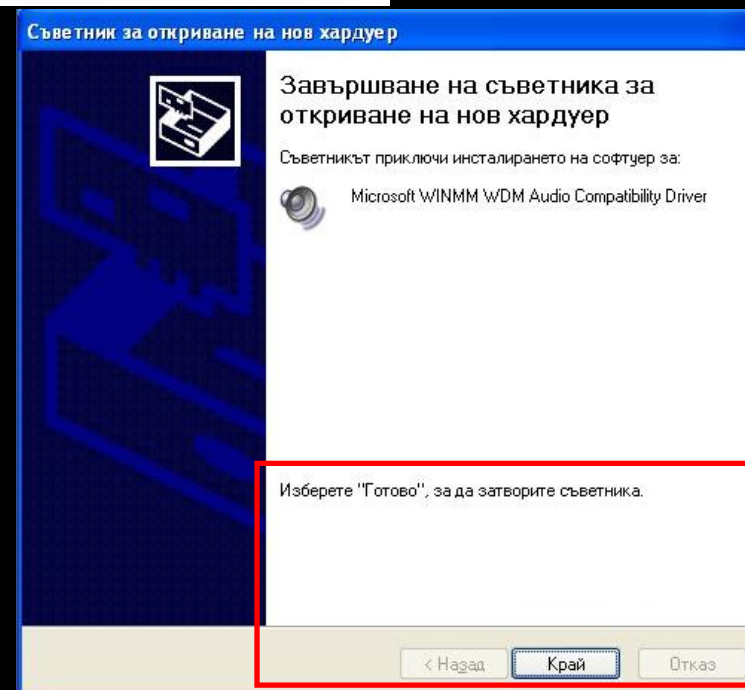 Съветник за откриване на нов хардуер
Завършване на съветника за
откриване на нов хардуер
Съветникът приключи инсталирането на софтуер за:
Microsoft WINMM WDM Audio Compatibility Driver
Изберете "Готово", за да затворите съветника.
< Назад Край Отказ